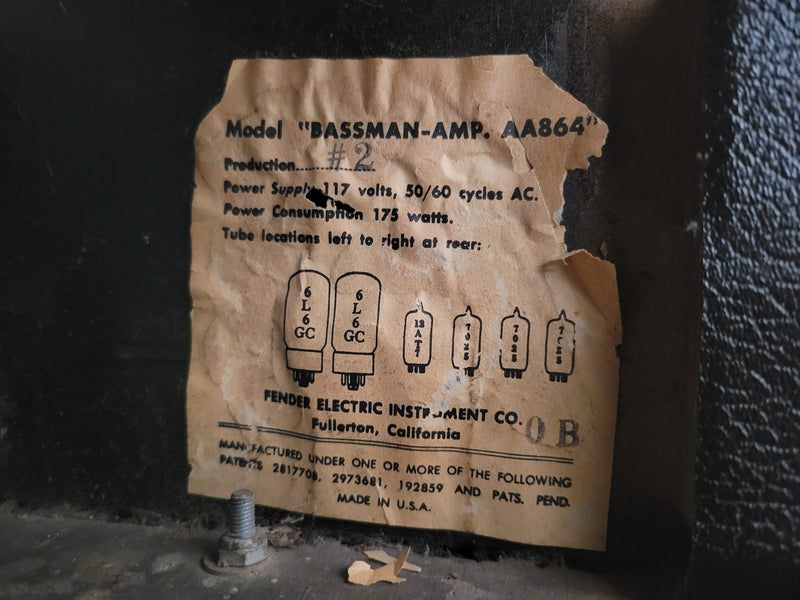 Model "BASSMAN-AMP. AA864"
Production......#2......
Power Supply 117 volts, 50/60 cycles AC.
Power Consumption 175 watts.
Tube locations left to right at rear:
6L6GC 6L6GC 12AT7 7025 7025 7025
FENDER ELECTRIC INSTRUMENT CO.
Fullerton, California
OB
MANUFACTURED UNDER ONE OR MORE OF THE FOLLOWING
PATENTS 2817708, 2973681, 192859 AND PATS. PEND.
MADE IN U.S.A.